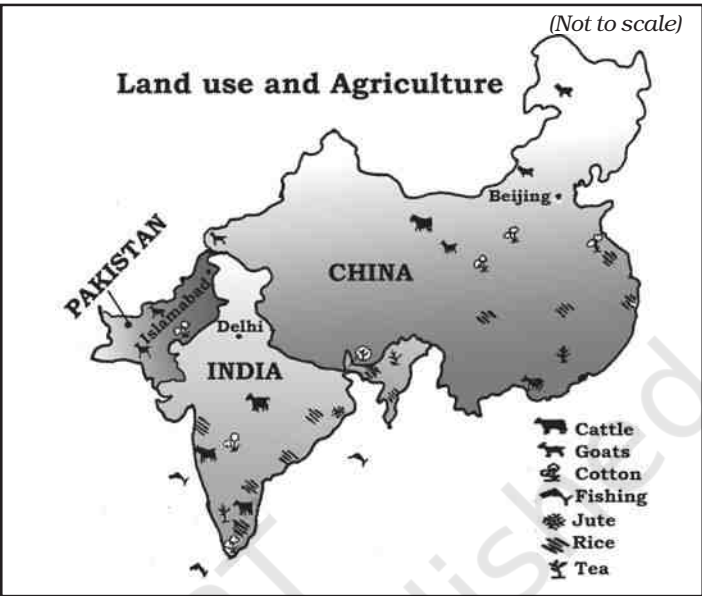 (Not to scale)
Land use and Agriculture
Beijing
PAKISTAN
CHINA
Islamabad
Delhi
INDIA
Cattle
Goats
Cotton
Fishing
Jute
Rice
Tea